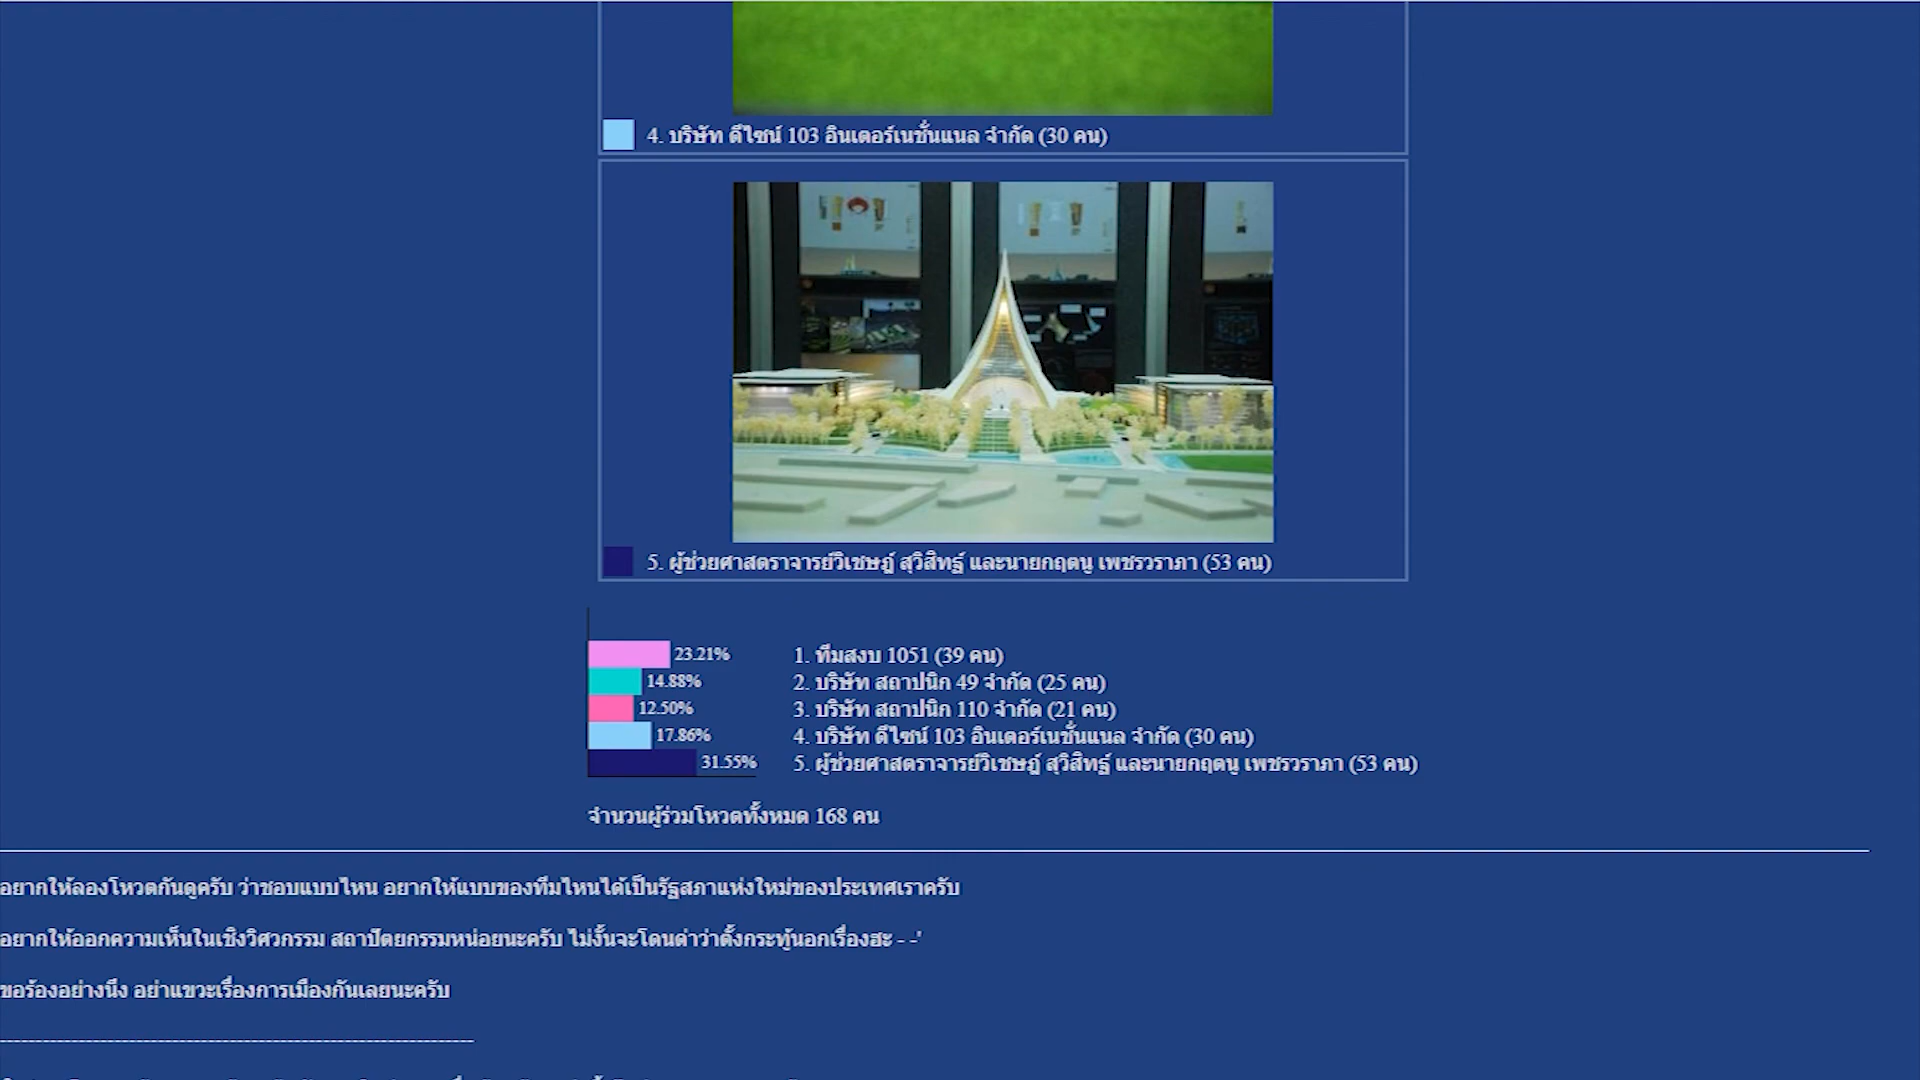 4. บริษัท ดีไซน์ 103 อินเตอร์เนชั่นแนล จำกัด (30 คน)
5. ผู้ช่วยศาสตราจารย์วิเชษฎ์ สุวิสิทฐ์ และนายกฤตนู เพชรวราภา (53 คน)
23.21% 1. ทีมสงบ 1051 (39 คน)
14.88% 2. บริษัท สถาปนิก 49 จำกัด (25 คน)
12.50% 3. บริษัท สถาปนิก 110 จำกัด (21 คน)
17.86% 4. บริษัท ดีไซน์ 103 อินเตอร์เนชั่นแนล จำกัด (30 คน)
31.55% 5. ผู้ช่วยศาสตราจารย์วิเชษฎ์ สุวิสิทฐ์ และนายกฤตนู เพชรวราภา (53 คน)
จำนวนผู้ร่วมโหวตทั้งหมด 168 คน
อยากให้ลองโหวตกันดูครับ ว่าชอบแบบไหน อยากให้แบบของทีมไหนได้เป็นรัฐสภาแห่งใหม่ของประเทศเราครับ
อยากให้ออกความเห็นในเชิงวิศวกรรม สถาปัตยกรรมหน่อยนะครับ ไม่งั้นจะโดนด่าว่าตั้งกระทู้นอกเรื่องฮะ - -'
ขอร้องอย่างนึง อย่าแขวะเรื่องการเมืองกันเลยนะครับ